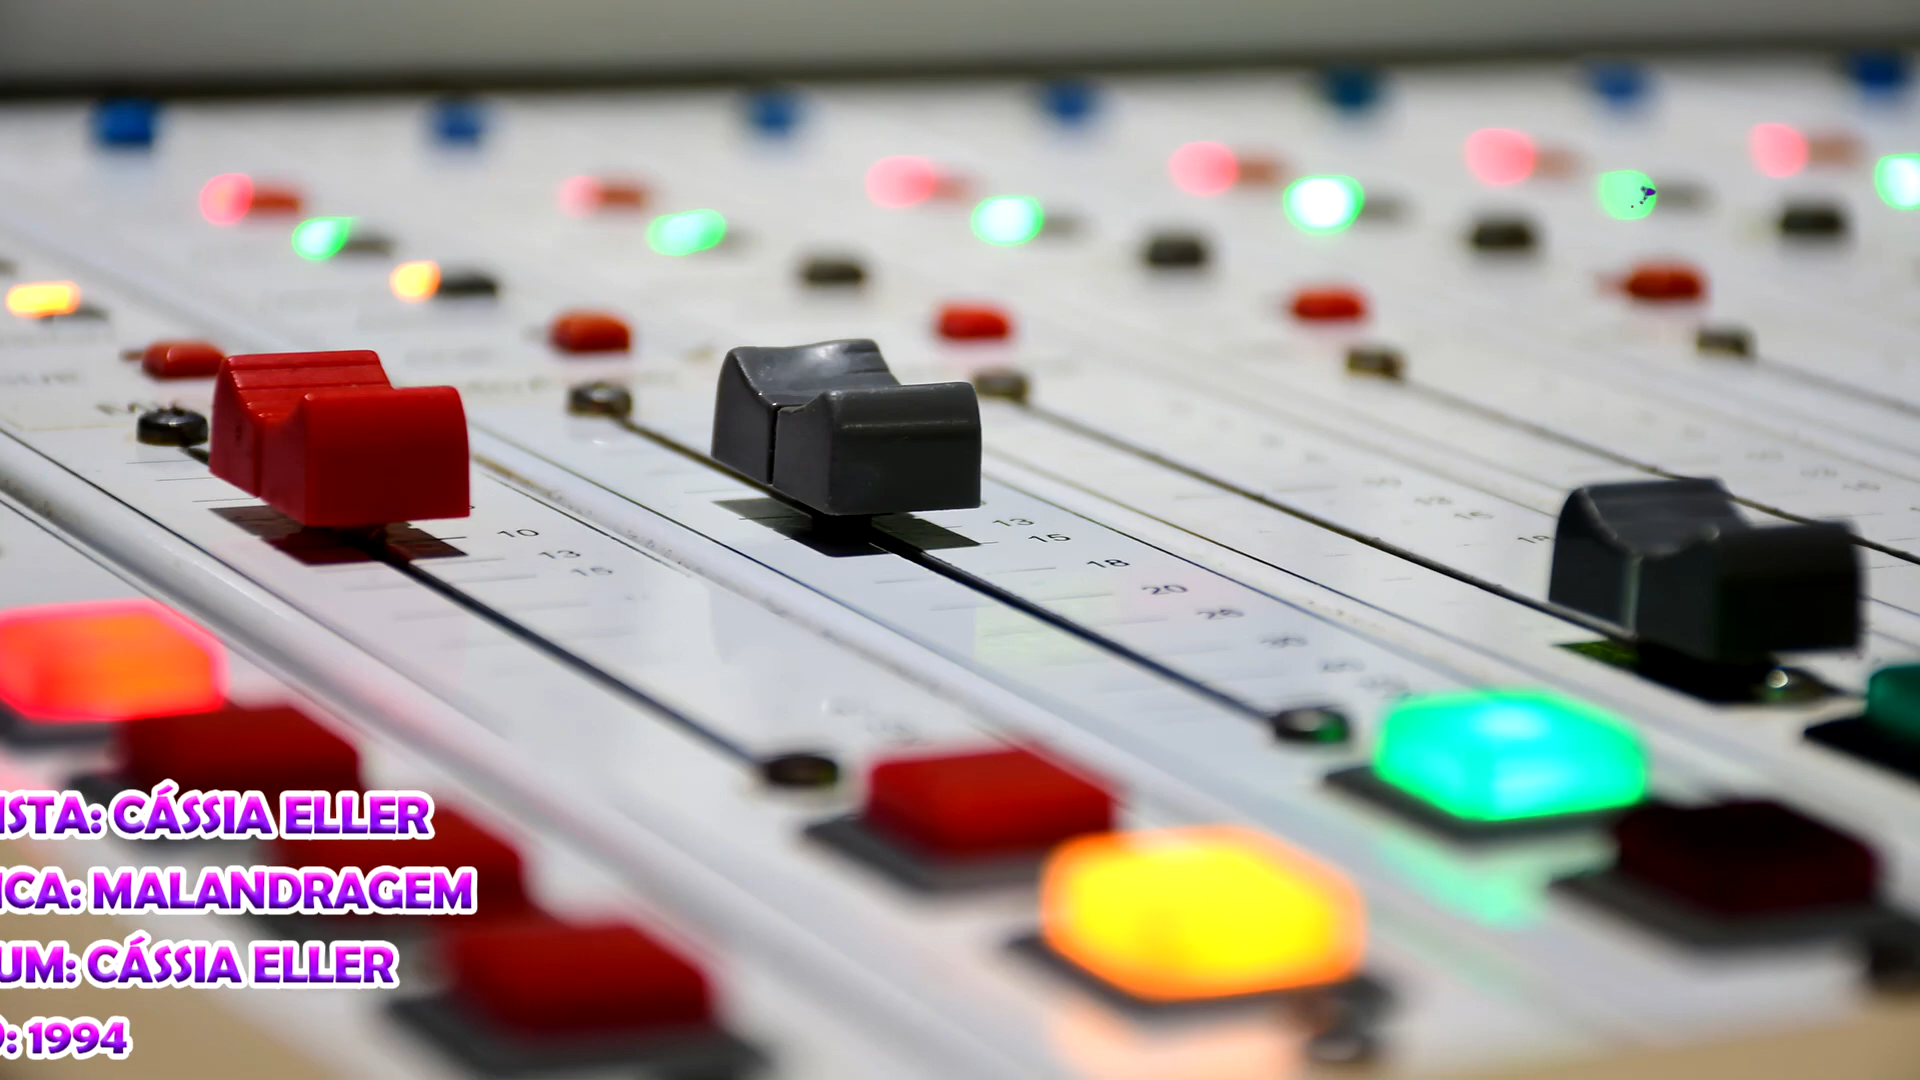 ISTA: CÁSSIA ELLER
ICA: MALANDRAGEM
UM: CÁSSIA ELLER
: 1994
10
13
15
13
15
18
20